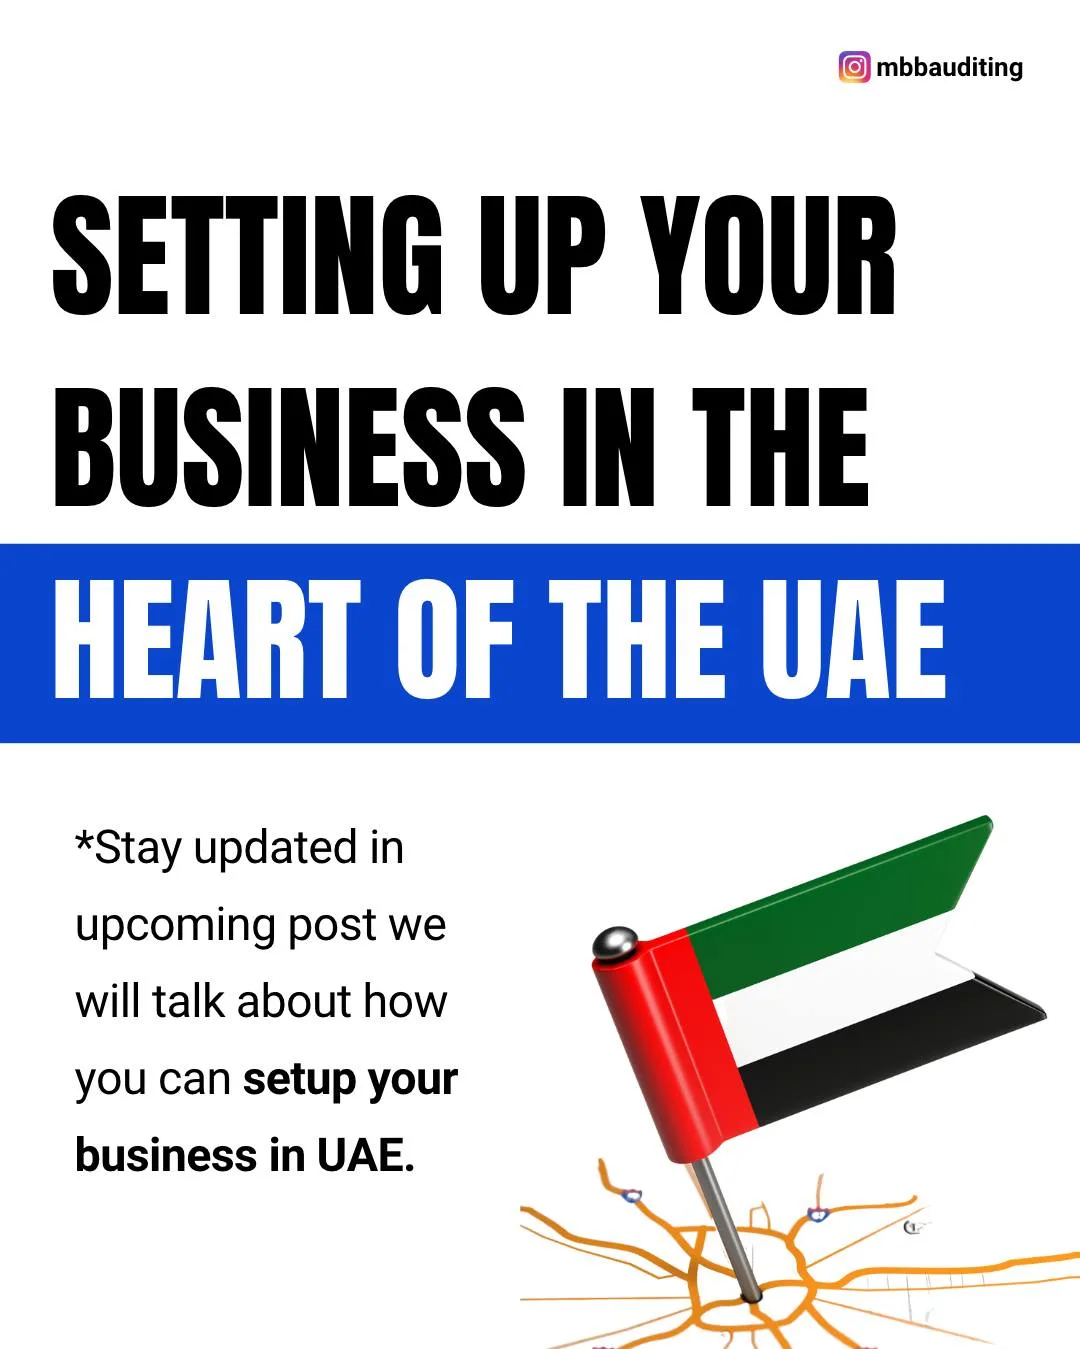 mbbauditing
SETTING UP YOUR
BUSINESS IN THE
HEART OF THE UAE
*Stay updated in
upcoming post we
will talk about how
you can setup your
business in UAE.